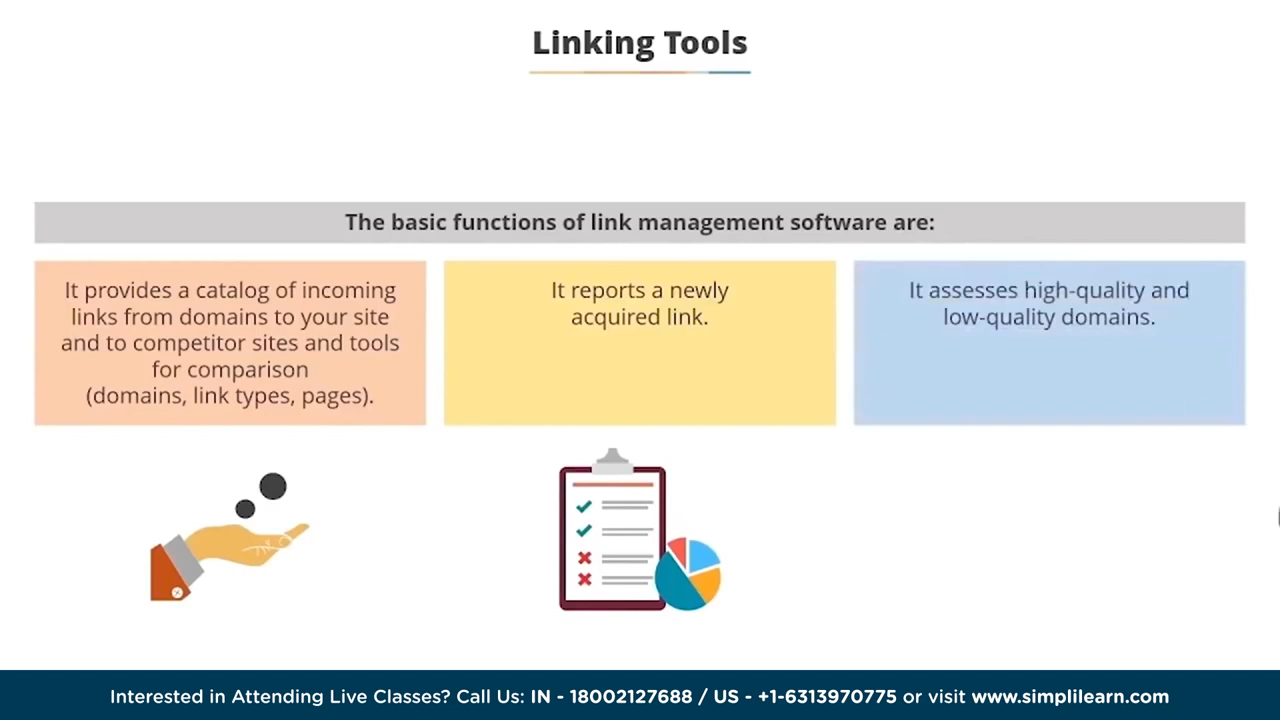 Linking Tools
The basic functions of link management software are:
It provides a catalog of incoming
links from domains to your site
and to competitor sites and tools
for comparison
(domains, link types, pages).
It reports a newly
acquired link.
It assesses high-quality and
low-quality domains.
Interested in Attending Live Classes? Call Us: IN - 18002127688 / US - +1-6313970775 or visit www.simplilearn.com